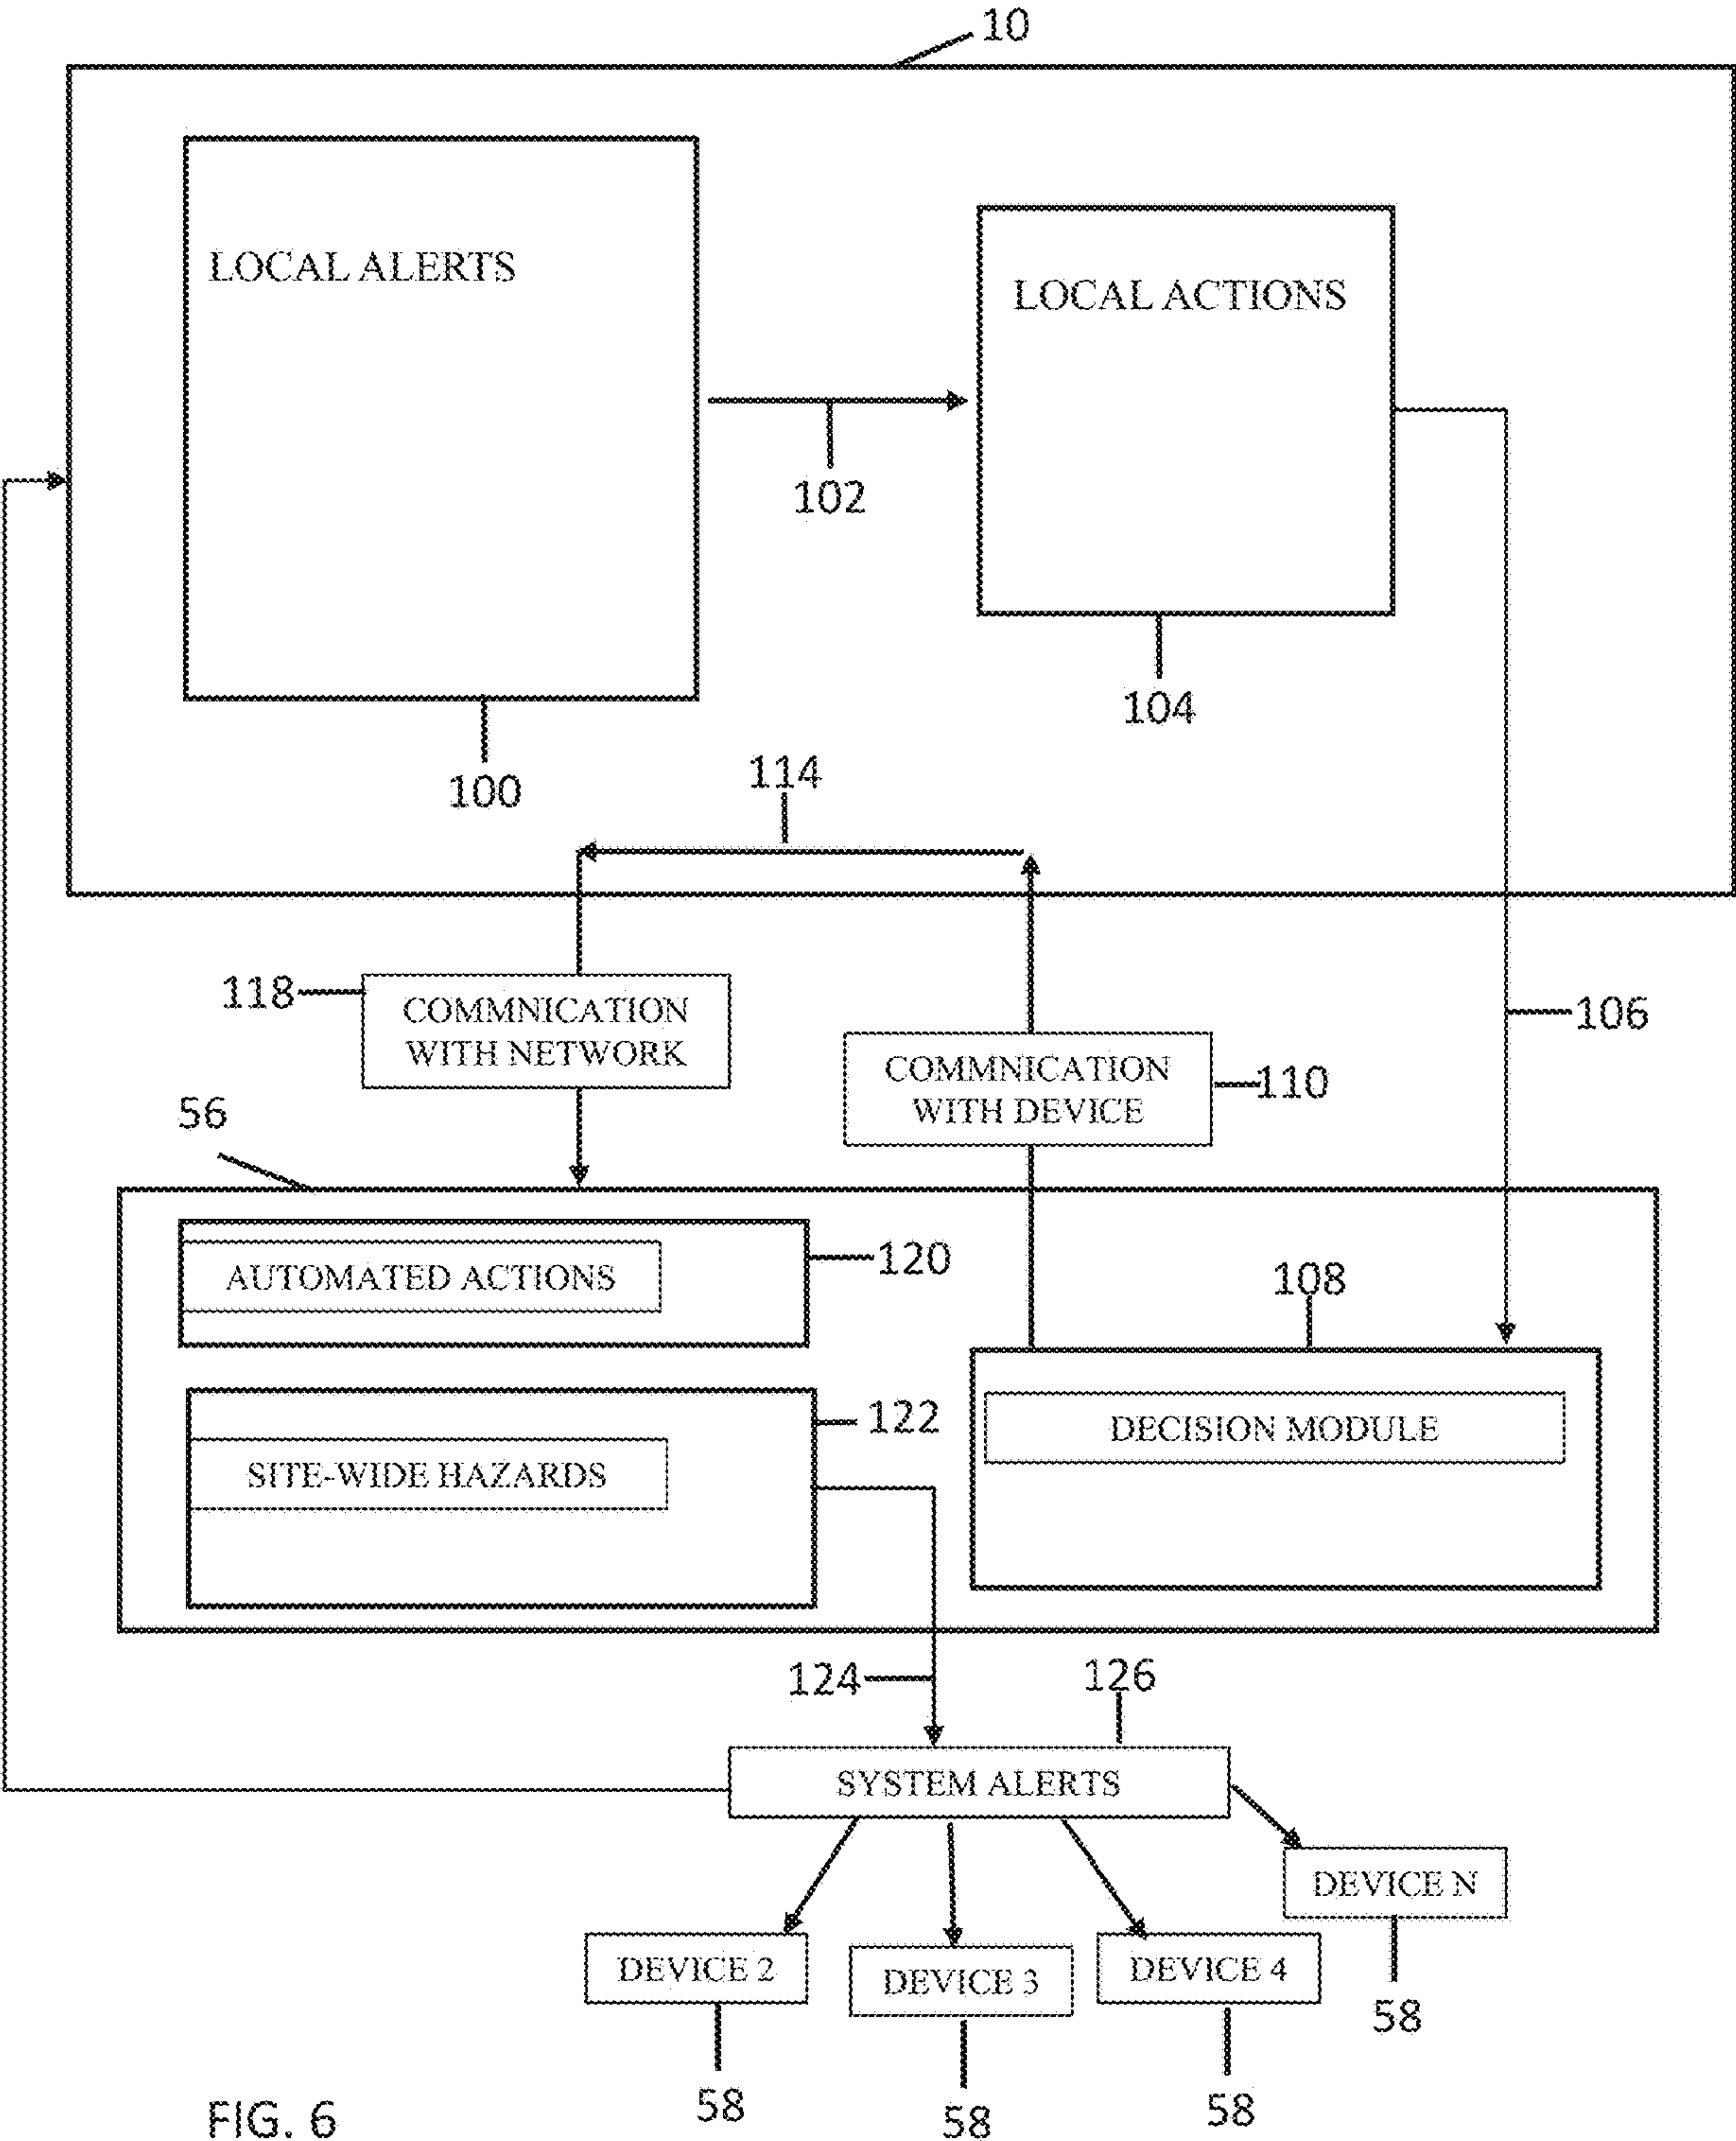 10
LOCAL ALERTS
LOCAL ACTIONS
102
104
100
114
118
COMMNICATION
WITH NETWORK
106
COMMNICATION
WITH DEVICE
110
56
120
AUTOMATED ACTIONS
108
122
DECISION MODULE
SITE-WIDE HAZARDS
124
126
SYSTEM ALERTS
DEVICE N
DEVICE 2
DEVICE 3
DEVICE 4
58
58
58
58
FIG. 6